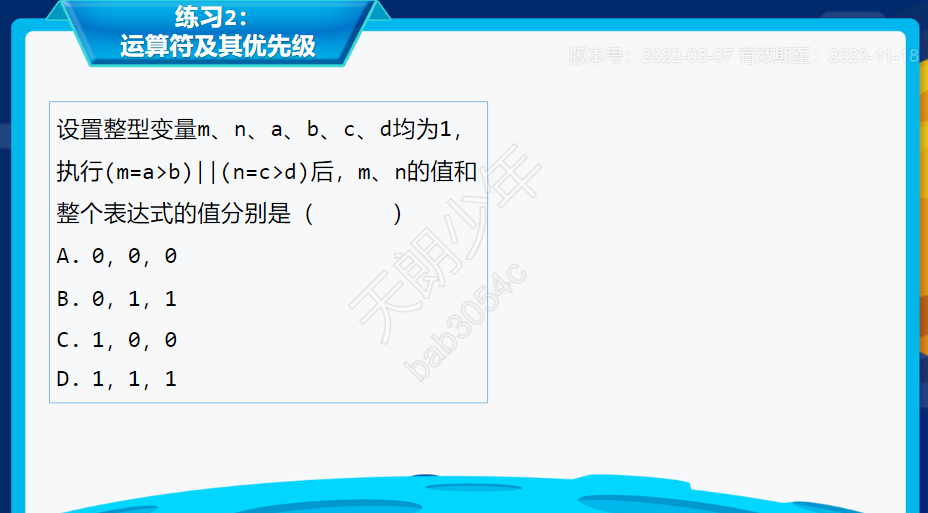 练习2：
运算符及其优先级
版本号：2022-03-07 有效期至：2023-11-18
设置整型变量m、n、a、b、c、d均为1，
执行(m=a>b)||(n=c>d)后，m、n的值和
整个表达式的值分别是（　　　）
A. 0，0，0
B. 0，1，1
C. 1，0，0
D. 1，1，1
天朗少年
bab3054c